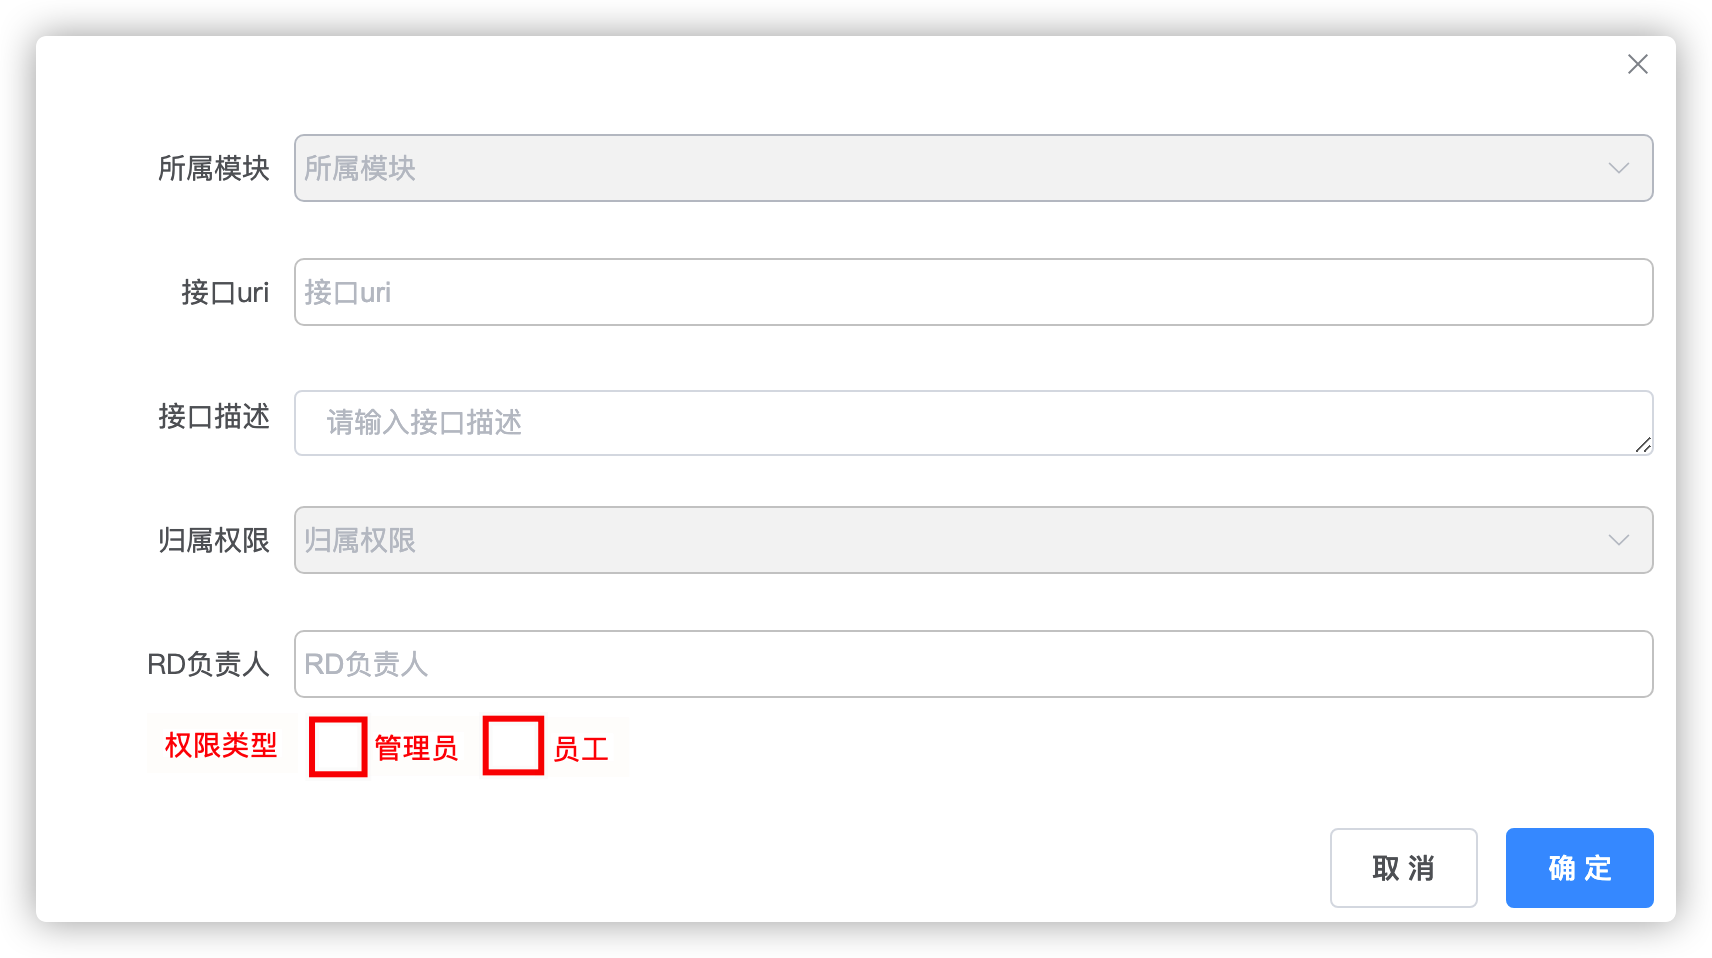 所属模块 所属模块
接口uri 接口uri
接口描述 请输入接口描述
归属权限 归属权限
RD负责人 RD负责人
权限类型 管理员 员工
取 消 确 定